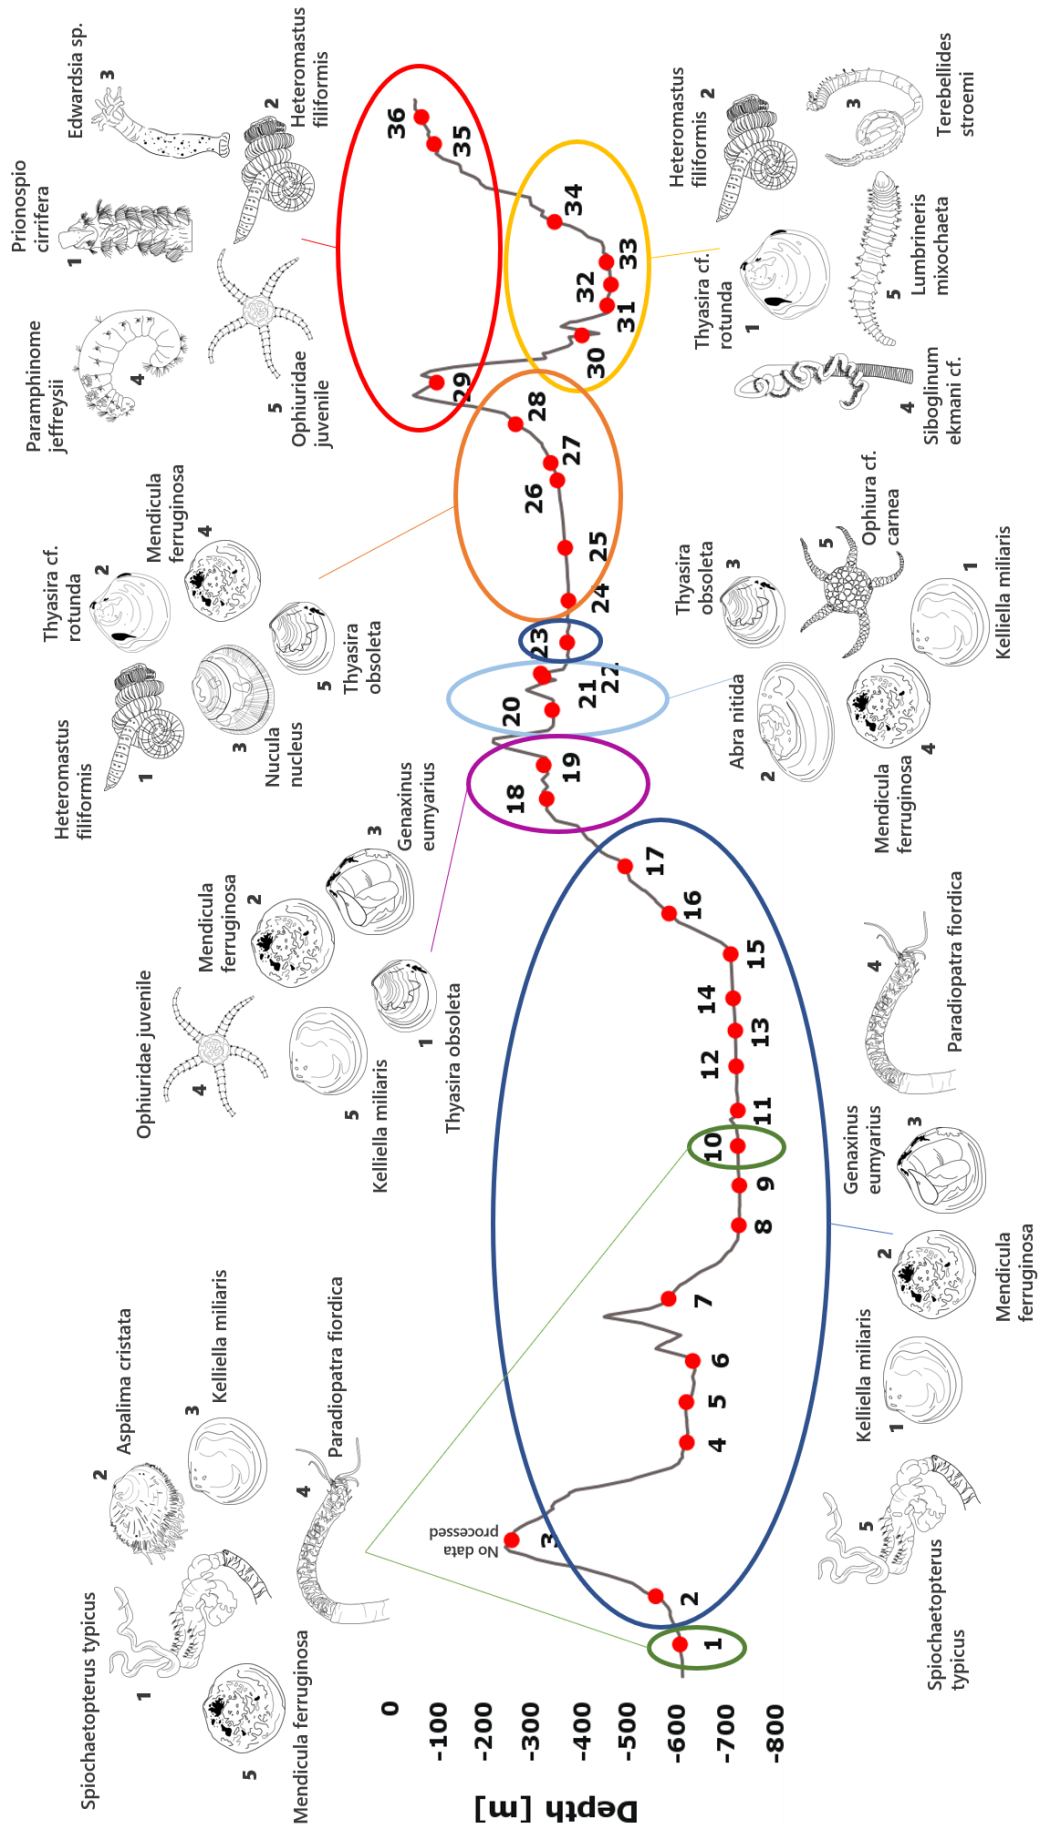 Spiochaetopterus typicus
1
2
Aspalima cristata
3
Kelliella miliaris
4
Paradiopatra fiordica
5
Mendicula ferruginosa
Ophiuridae juvenile
4
Mendicula
ferruginosa
2
3
Genaxinus
eumyarius
5
Kelliella miliaris
1
Thyasira obsoleta
Heteromastus
filiformis
1
Thyasira cf.
rotunda
2
3
Nucula
nucleus
Mendicula
ferruginosa
4
5
Thyasira
obsoleta
Paramphinome
jeffreysii
4
Prionospio
cirrifera
1
Edwardsia sp.
3
2
Heteromastus
filiformis
5
Ophiuridae
juvenile
Depth [m]
0
-100
-200
-300
-400
-500
-600
-700
-800
No data
processed
1
2
3
4
5
6
7
8
9
10
11
12
13
14
15
16
17
18
19
20
21
22
23
24
25
26
27
28
29
30
31
32
33
34
35
36
Spiochaetopterus
typicus
5
Kelliella miliaris
1
2
Mendicula
ferruginosa
Genaxinus
eumyarius
3
4
Paradiopatra fiordica
Abra nitida
2
Thyasira
obsoleta
3
Mendicula
ferruginosa
4
5
Ophiura cf.
carnea
1
Kelliella miliaris
Thyasira cf.
rotunda
1
Heteromastus
filiformis
2
3
Terebellides
stroemi
4
Siboglinum
ekmani cf.
5
Lumbrineris
mixochaeta